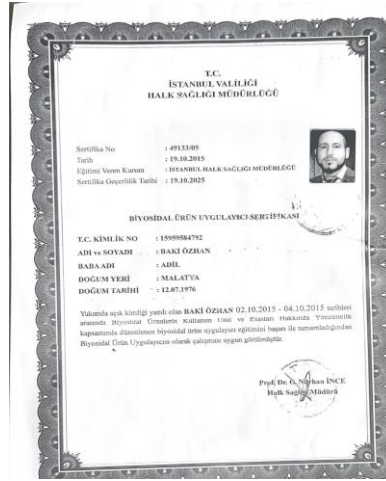 T.C.
İSTANBUL VALİLİĞİ
HALK SAĞLIĞI MÜDÜRLÜĞÜ
Sertifika No : 49133/05
Tarih : 19.10.2015
Eğitimi Veren Kurum : İSTANBUL HALK SAĞLIĞI MÜDÜRLÜĞÜ
Sertifika Geçerlilik Tarihi : 19.10.2025
BİYOSİDAL ÜRÜN UYGULAYICI SERTİFİKASI
T.C. KİMLİK NO : 15959584792
ADI ve SOYADI : BAKİ ÖZHAN
BABA ADI : ADİL
DOĞUM YERİ : MALATYA
DOĞUM TARİHİ : 12.07.1976
Yukarıda açık kimliği yazılı olan BAKİ ÖZHAN 02.10.2015 - 04.10.2015 tarihleri
arasında Biyosidal Ürünlerin Kullanım Usul ve Esasları Hakkında Yönetmelik
kapsamında düzenlenen biyosidal ürün uygulayıcı eğitimini başarı ile tamamladığından
Biyosidal Ürün Uygulayıcısı olarak çalışması uygun görülmüştür.
Prof. Dr. G. Nurhan İNCE
Halk Sağlığı Müdürü